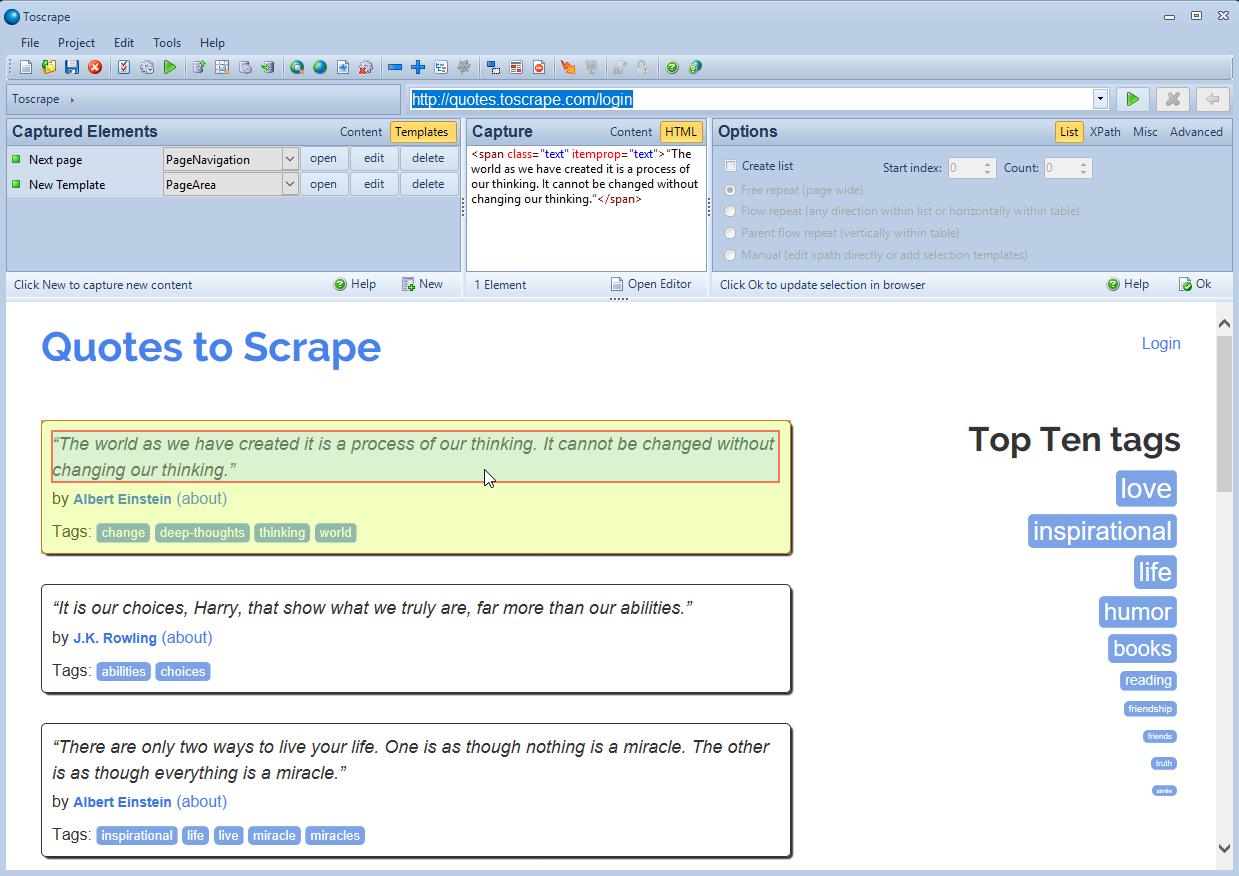 Toscrape
File Project Edit Tools Help
Toscrape ›
http://quotes.toscrape.com/login
Captured Elements Content Templates
Next page PageNavigation open edit delete
New Template PageArea open edit delete
Click New to capture new content Help New
Capture Content HTML
<span class="text" itemprop="text">“The
world as we have created it is a process of
our thinking. It cannot be changed without
changing our thinking.”</span>
1 Element Open Editor
Options List XPath Misc Advanced
Create list Start index: 0 Count: 0
Free repeat (page wide)
Flow repeat (any direction within list or horizontally within table)
Parent flow repeat (vertically within table)
Manual (edit xpath directly or add selection templates)
Click Ok to update selection in browser Help Ok
Quotes to Scrape
Login
“The world as we have created it is a process of our thinking. It cannot be changed without
changing our thinking.”
by Albert Einstein (about)
Tags: change deep-thoughts thinking world
“It is our choices, Harry, that show what we truly are, far more than our abilities.”
by J.K. Rowling (about)
Tags: abilities choices
“There are only two ways to live your life. One is as though nothing is a miracle. The other
is as though everything is a miracle.”
by Albert Einstein (about)
Tags: inspirational life live miracle miracles
Top Ten tags
love
inspirational
life
humor
books
reading
friendship
friends
truth
simile